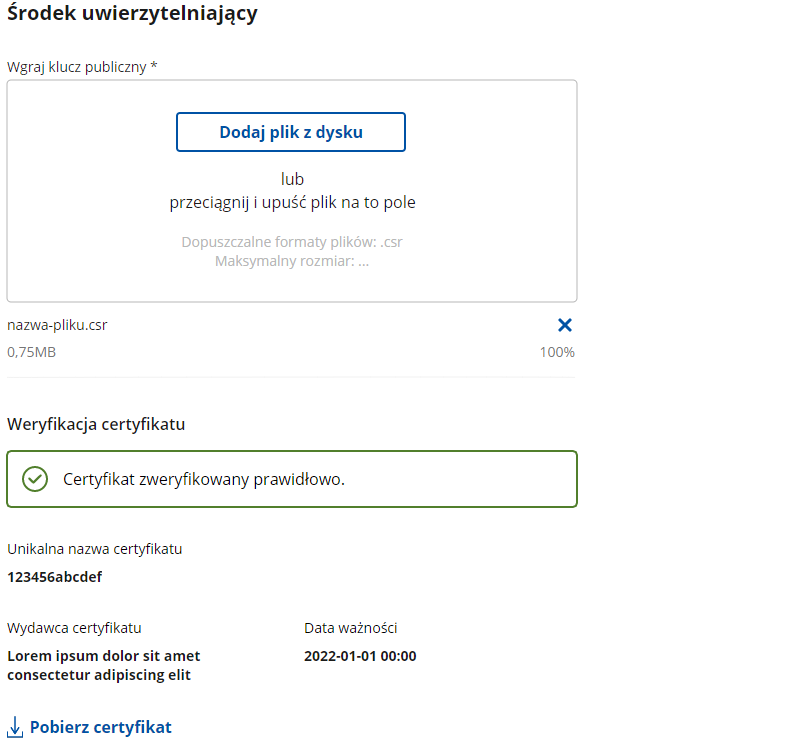 Środek uwierzytelniający
Wgraj klucz publiczny *
Dodaj plik z dysku
lub
przeciągnij i upuść plik na to pole
Dopuszczalne formaty plików: .csr
Maksymalny rozmiar: ...
nazwa-pliku.csr
0,75MB 100%
Weryfikacja certyfikatu
Certyfikat zweryfikowany prawidłowo.
Unikalna nazwa certyfikatu
123456abcdef
Wydawca certyfikatu Data ważności
Lorem ipsum dolor sit amet 2022-01-01 00:00
consectetur adipiscing elit
Pobierz certyfikat